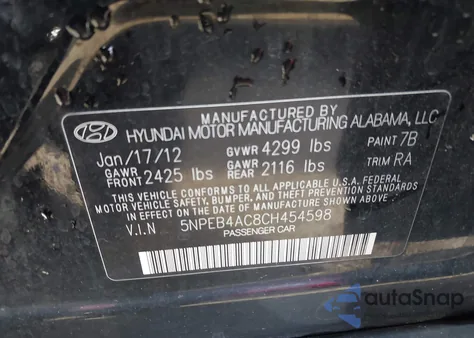 MANUFACTURED BY
HYUNDAI MOTOR MANUFACTURING ALABAMA, LLC
Jan/17/12 GVWR 4299 lbs PAINT 7B
GAWR FRONT 2425 lbs GAWR REAR 2116 lbs TRIM RA
THIS VEHICLE CONFORMS TO ALL APPLICABLE U.S.A. FEDERAL
MOTOR VEHICLE SAFETY, BUMPER, AND THEFT PREVENTION
STANDARDS IN EFFECT ON THE DATE OF MANUFACTURE SHOWN ABOVE.
V.I.N 5NPEB4AC8CH454598
PASSENGER CAR
autoSnap